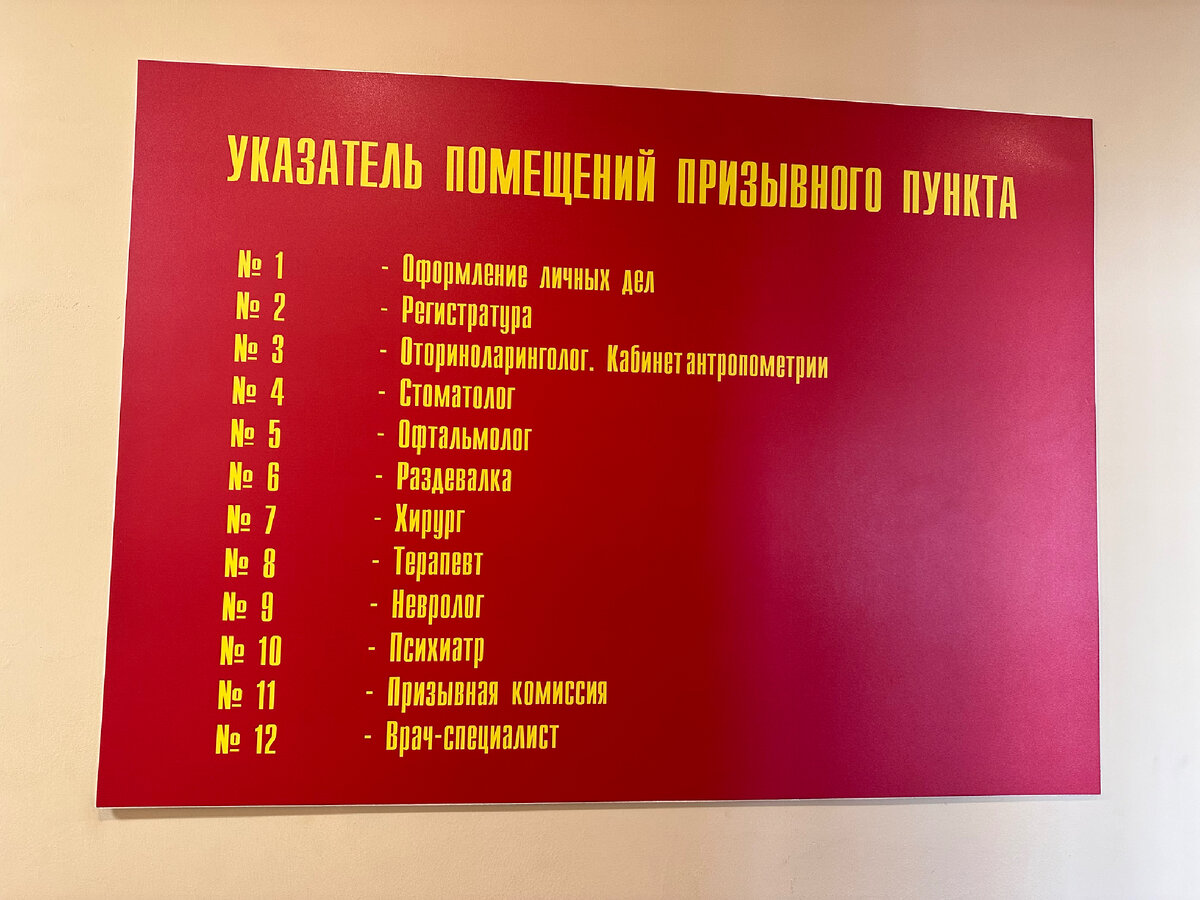 УКАЗАТЕЛЬ ПОМЕЩЕНИЙ ПРИЗЫВНОГО ПУНКТА
№ 1 - Оформление личных дел
№ 2 - Регистратура
№ 3 - Оториноларинголог. Кабинет антропометрии
№ 4 - Стоматолог
№ 5 - Офтальмолог
№ 6 - Раздевалка
№ 7 - Хирург
№ 8 - Терапевт
№ 9 - Невролог
№ 10 - Психиатр
№ 11 - Призывная комиссия
№ 12 - Врач-специалист